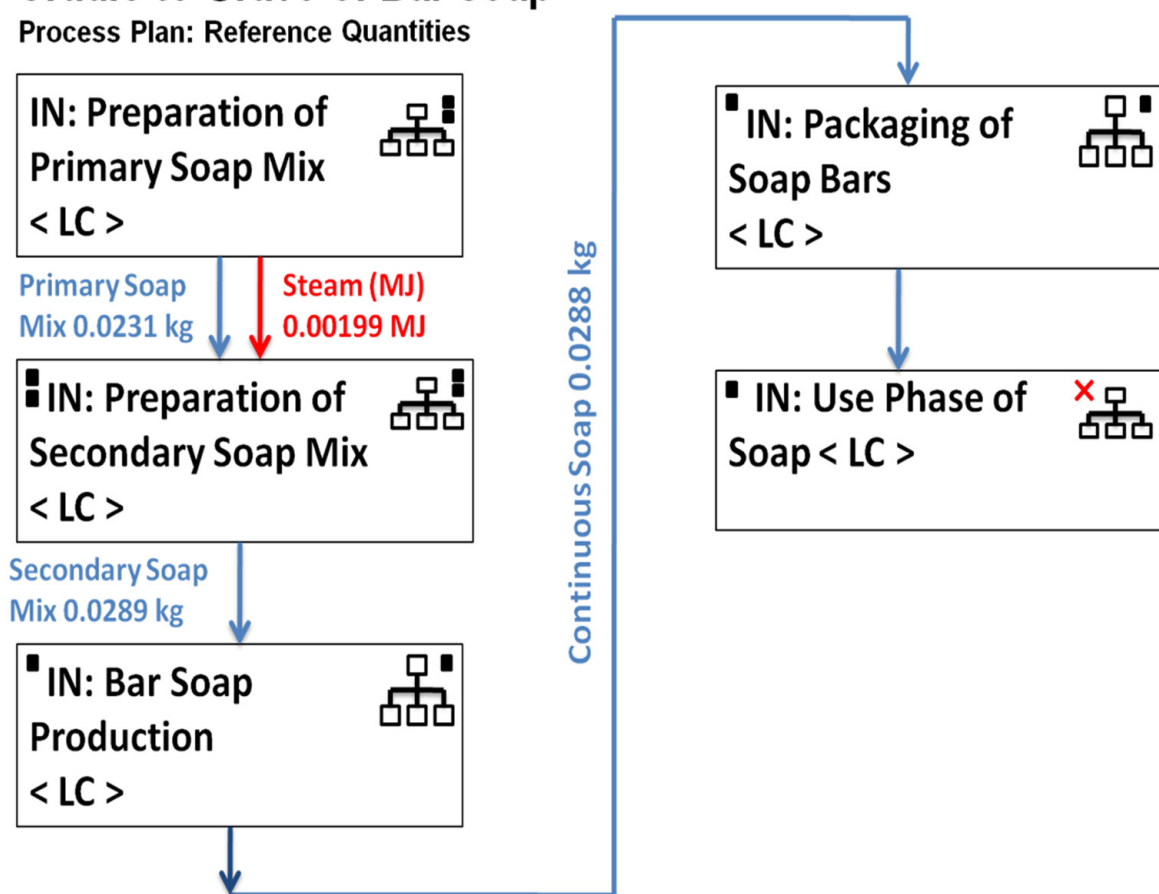 Process Plan: Reference Quantities
IN: Preparation of
Primary Soap Mix
< LC >
Primary Soap
Mix 0.0231 kg
Steam (MJ)
0.00199 MJ
IN: Preparation of
Secondary Soap Mix
< LC >
Secondary Soap
Mix 0.0289 kg
IN: Bar Soap
Production
< LC >
Continuous Soap 0.0288 kg
IN: Packaging of
Soap Bars
< LC >
IN: Use Phase of
Soap < LC >